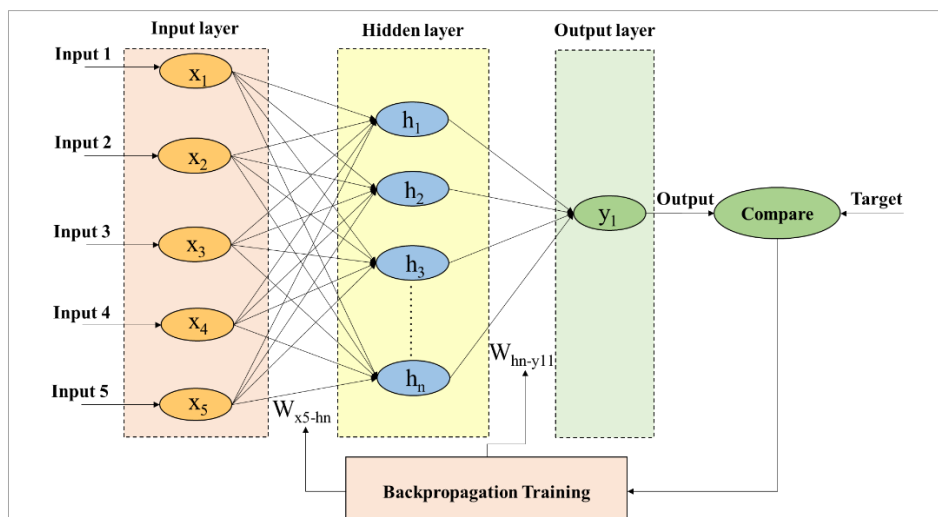 Input layer
Hidden layer
Output layer
Input 1
x1
h1
Input 2
x2
h2
Input 3
x3
h3
y1
Output
Compare
Target
Input 4
x4
Input 5
x5
hn
Wx5-hn
Whn-y11
Backpropagation Training